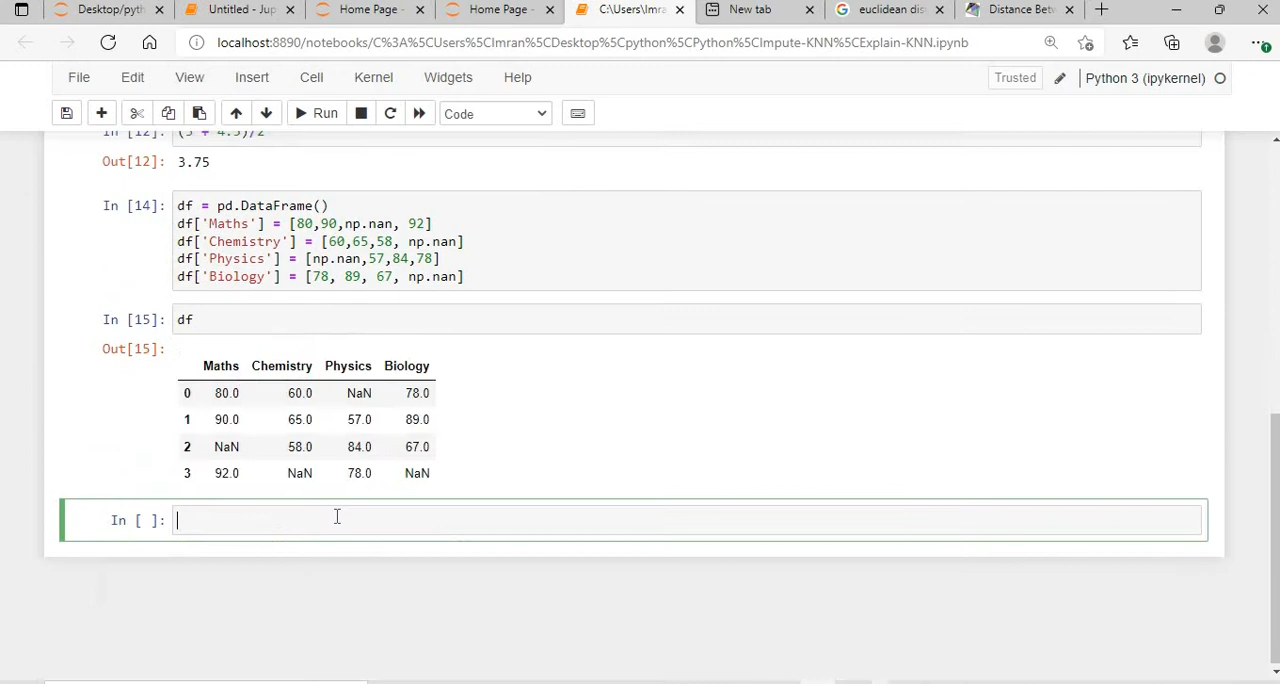 Desktop/pyth
Untitled - Jup
Home Page -
Home Page -
C:\Users\Imra
New tab
euclidean dis
Distance Betw
localhost:8890/notebooks/C%3A%5CUsers%5CImran%5CDesktop%5Cpython%5CPython%5CImpute-KNN%5CExplain-KNN.ipynb
File Edit View Insert Cell Kernel Widgets Help Trusted Python 3 (ipykernel)
Run Code
In [12]: (3 + 4.5)/2
Out[12]: 3.75
In [14]: df = pd.DataFrame()
df['Maths'] = [80,90,np.nan, 92]
df['Chemistry'] = [60,65,58, np.nan]
df['Physics'] = [np.nan,57,84,78]
df['Biology'] = [78, 89, 67, np.nan]
In [15]: df
Out[15]:
Maths Chemistry Physics Biology
0 80.0 60.0 NaN 78.0
1 90.0 65.0 57.0 89.0
2 NaN 58.0 84.0 67.0
3 92.0 NaN 78.0 NaN
In [ ]: